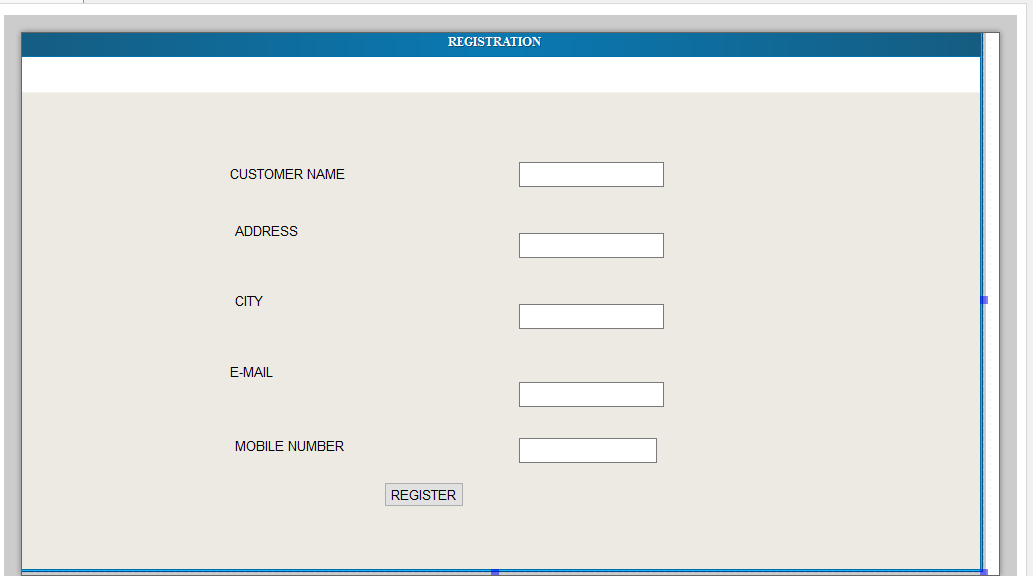 REGISTRATION
CUSTOMER NAME
ADDRESS
CITY
E-MAIL
MOBILE NUMBER
REGISTER